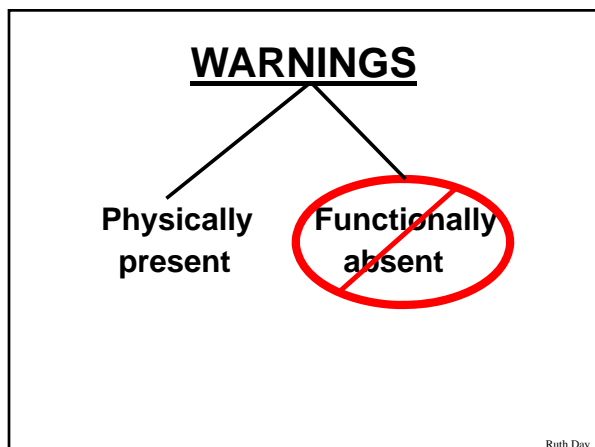 WARNINGS
Physically present
Functionally absent
Ruth Day